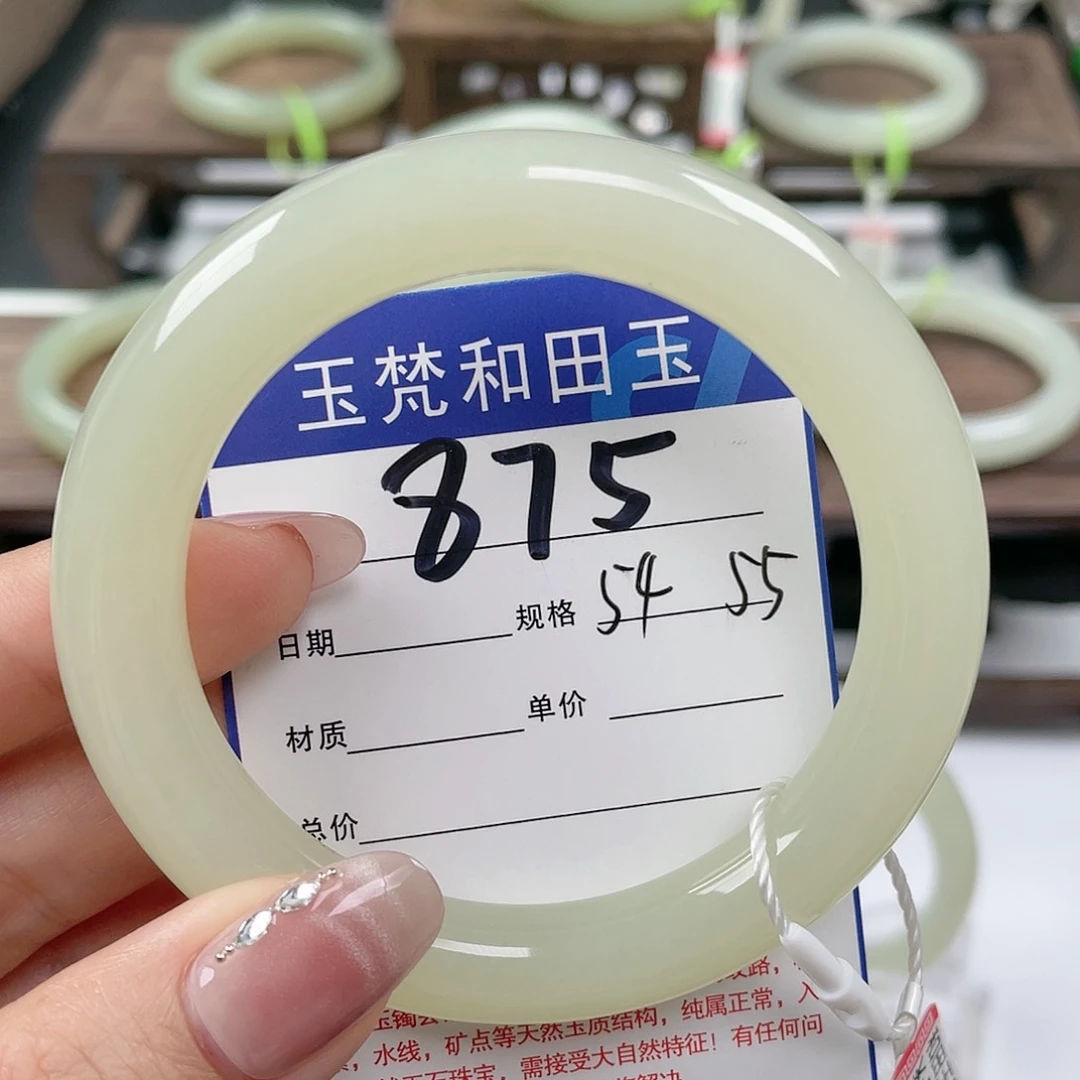 玉梵和田玉
875
日期 规格 54 55
材质 单价
总价
水线，矿点等天然玉质结构，纯属正常，入
需接受大自然特征！有任何问